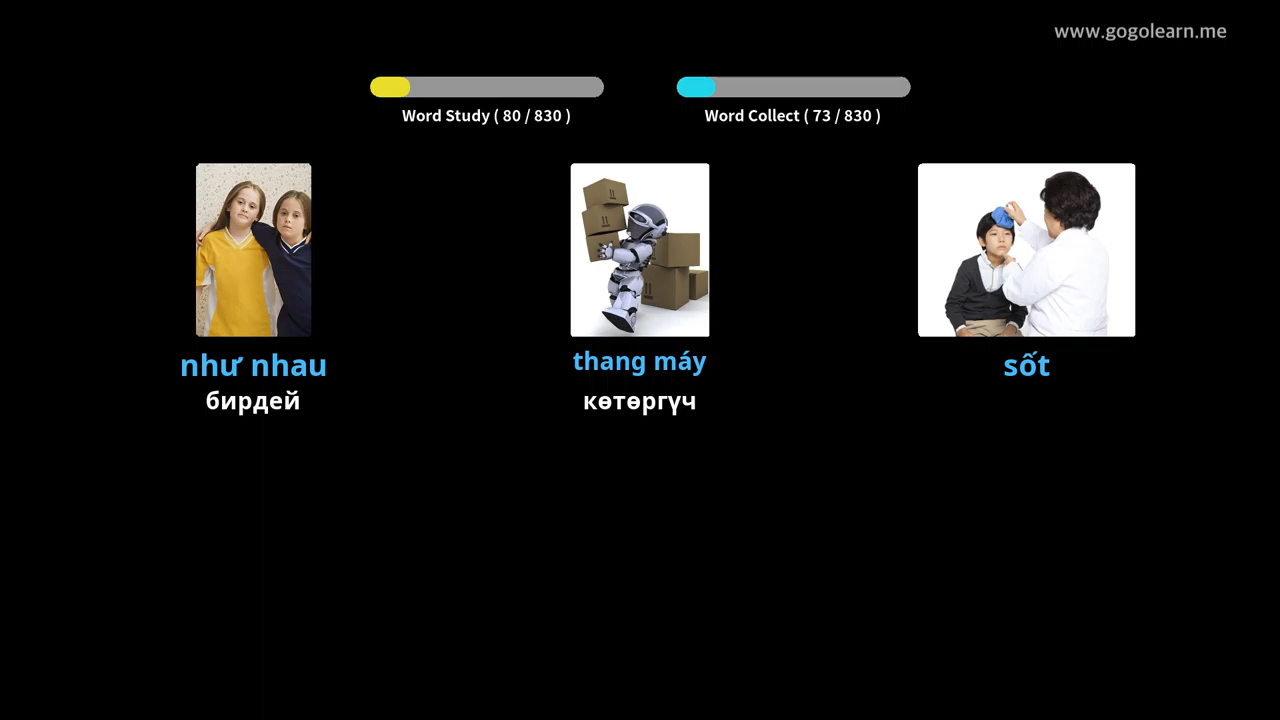 www.gogolearn.me
Word Study ( 80 / 830 )
Word Collect ( 73 / 830 )
như nhau
бирдей
thang máy
көтөргүч
sốt